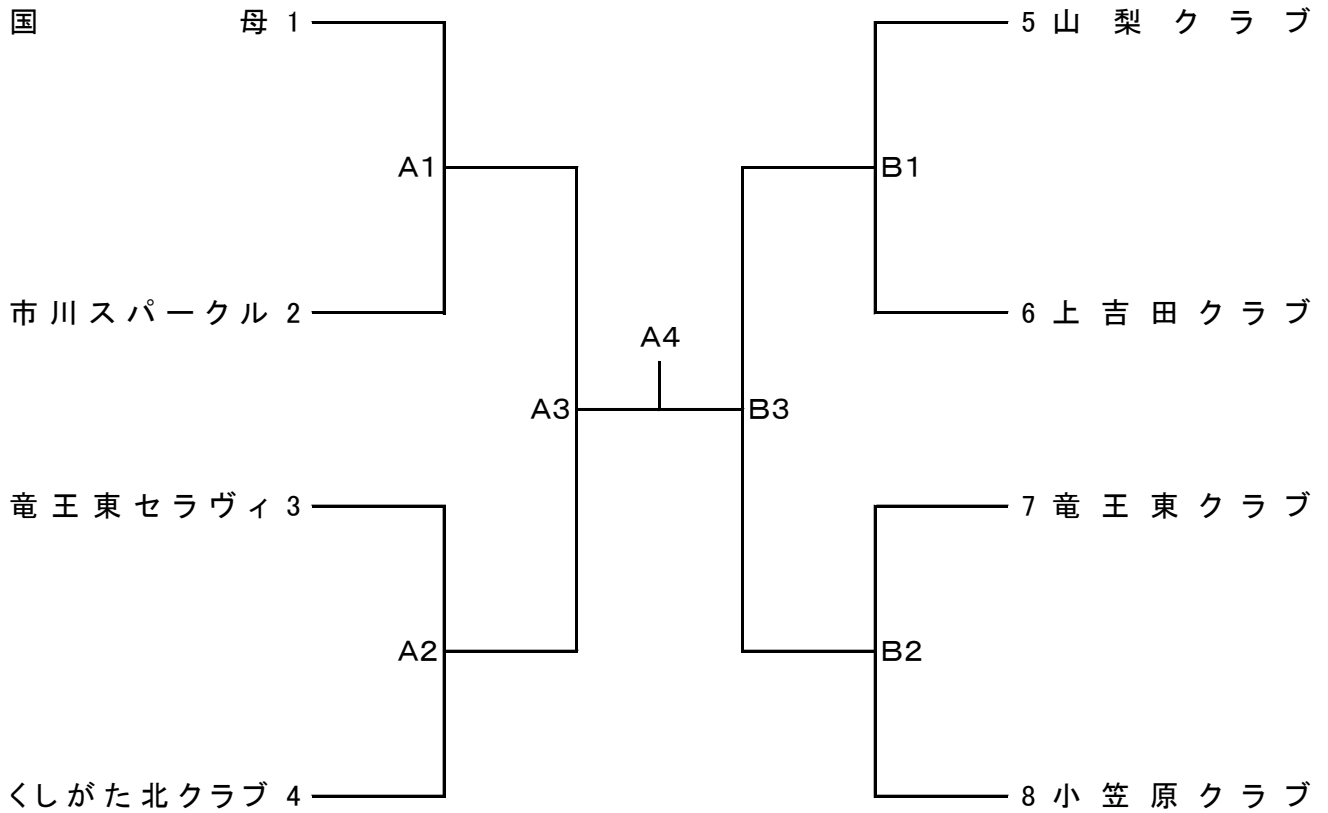 国母 1
A1
市川スパークル 2
竜王東セラヴィ 3
A2
くしがた北クラブ 4
A3
A4
B3
5 山梨クラブ
B1
6 上吉田クラブ
7 竜王東クラブ
B2
8 小笠原クラブ